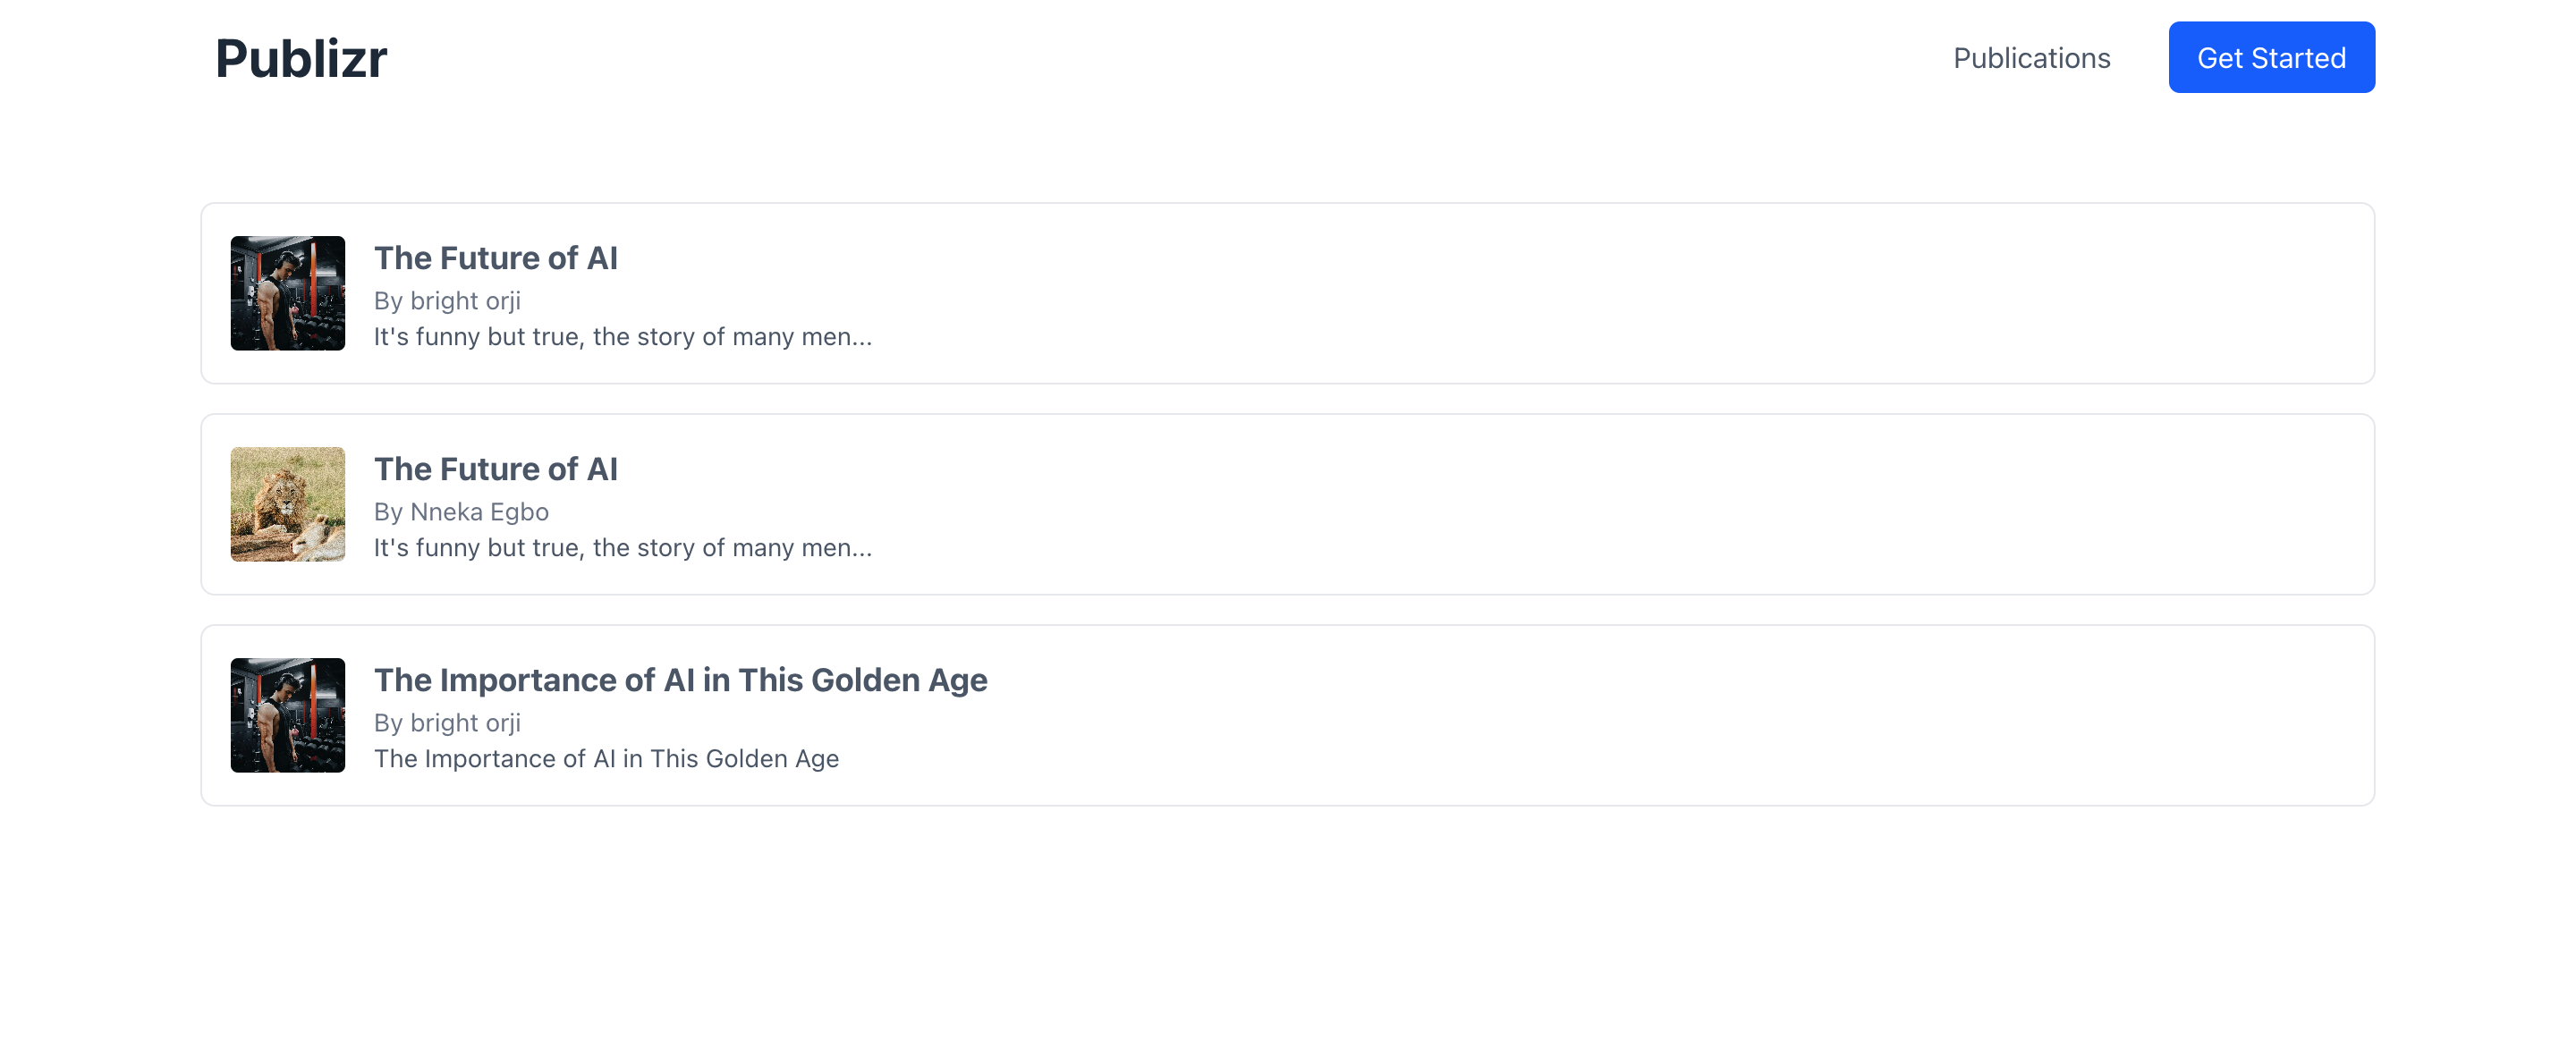 Publizr
Publications
Get Started
The Future of AI
By bright orji
It's funny but true, the story of many men...
The Future of AI
By Nneka Egbo
It's funny but true, the story of many men...
The Importance of AI in This Golden Age
By bright orji
The Importance of AI in This Golden Age